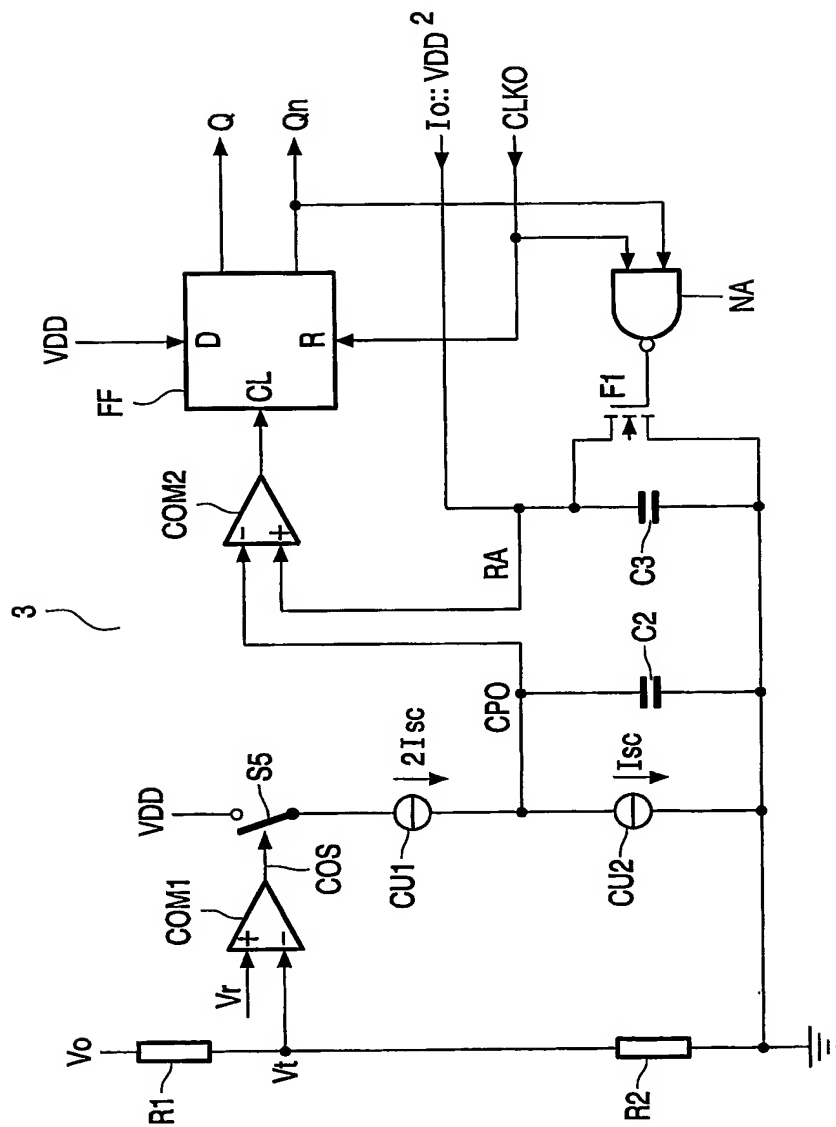 3
VDD
Q
Qn
FF
D
CL
R
COM2
-
+
Io:: VDD 2
CLKO
VDD
COM1
S5
COS
Vr
+
-
Vo
R1
Vt
2Isc
CU1
CPO
RA
F1
NA
Isc
CU2
C2
C3
R2